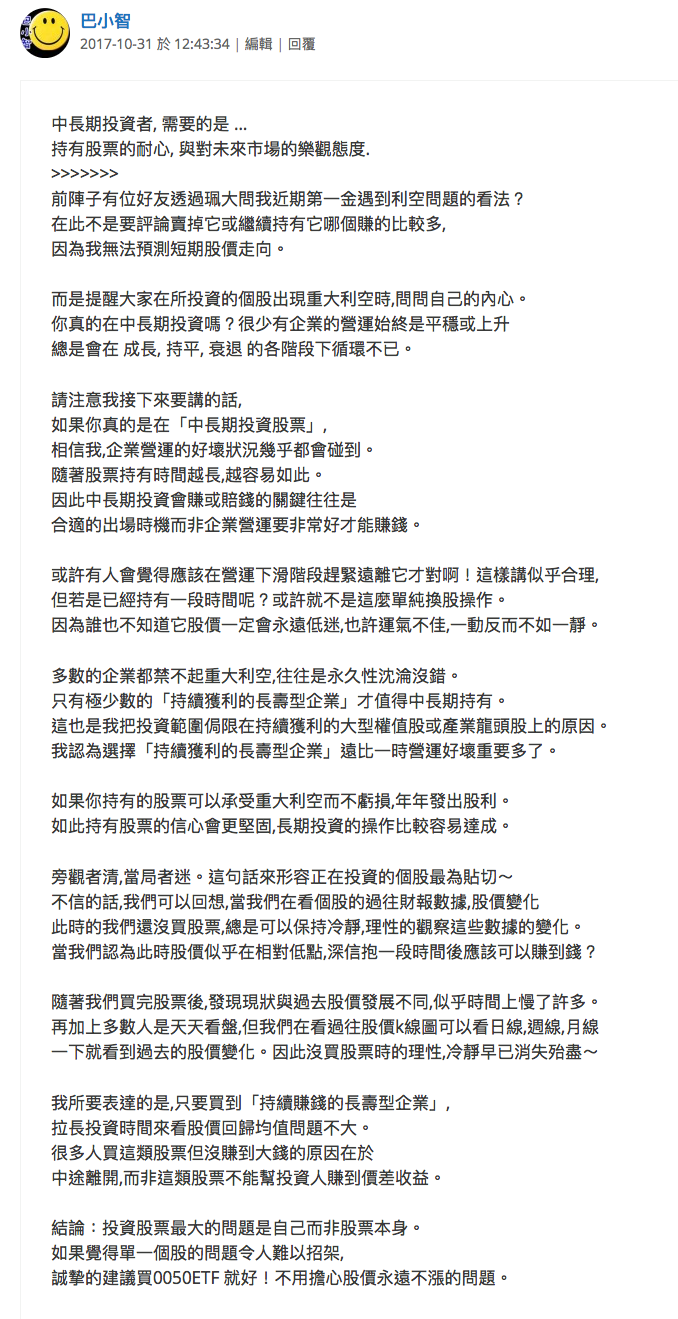 巴小智
2017-10-31 於 12:43:34 | 編輯 | 回覆
中長期投資者, 需要的是 ...
持有股票的耐心, 與對未來市場的樂觀態度.
>>>>>>>
前陣子有位好友透過珮大問我近期第一金遇到利空問題的看法？
在此不是要評論賣掉它或繼續持有它哪個賺的比較多,
因為我無法預測短期股價走向。
而是提醒大家在所投資的個股出現重大利空時,問問自己的內心。
你真的在中長期投資嗎？很少有企業的營運始終是平穩或上升
總是會在 成長, 持平, 衰退 的各階段下循環不已。
請注意我接下來要講的話,
如果你真的是在「中長期投資股票」,
相信我,企業營運的好壞狀況幾乎都會碰到。
隨著股票持有時間越長,越容易如此。
因此中長期投資會賺或賠錢的關鍵往往是
合適的出場時機而非企業營運要非常好才能賺錢。
或許有人會覺得應該在營運下滑階段趕緊遠離它才對啊！這樣講似乎合理,
但若是已經持有一段時間呢？或許就不是這麼單純換股操作。
因為誰也不知道它股價一定會永遠低迷,也許運氣不佳,一動反而不如一靜。
多數的企業都禁不起重大利空,往往是永久性沈淪沒錯。
只有極少數的「持續獲利的長壽型企業」才值得中長期持有。
這也是我把投資範圍侷限在持續獲利的大型權值股或產業龍頭股上的原因。
我認為選擇「持續獲利的長壽型企業」遠比一時營運好壞重要多了。
如果你持有的股票可以承受重大利空而不虧損,年年發出股利。
如此持有股票的信心會更堅固,長期投資的操作比較容易達成。
旁觀者清,當局者迷。這句話來形容正在投資的個股最為貼切～
不信的話,我們可以回想,當我們在看個股的過往財報數據,股價變化
此時的我們還沒買股票,總是可以保持冷靜,理性的觀察這些數據的變化。
當我們認為此時股價似乎在相對低點,深信抱一段時間後應該可以賺到錢？
隨著我們買完股票後,發現現狀與過去股價發展不同,似乎時間上慢了許多。
再加上多數人是天天看盤,但我們在看過往股價k線圖可以看日線,週線,月線
一下就看到過去的股價變化。因此沒買股票時的理性,冷靜早已消失殆盡～
我所要表達的是,只要買到「持續賺錢的長壽型企業」,
拉長投資時間來看股價回歸均值問題不大。
很多人買這類股票但沒賺到大錢的原因在於
中途離開,而非這類股票不能幫投資人賺到價差收益。
結論：投資股票最大的問題是自己而非股票本身。
如果覺得單一個股的問題令人難以招架,
誠摯的建議買0050ETF 就好！不用擔心股價永遠不漲的問題。